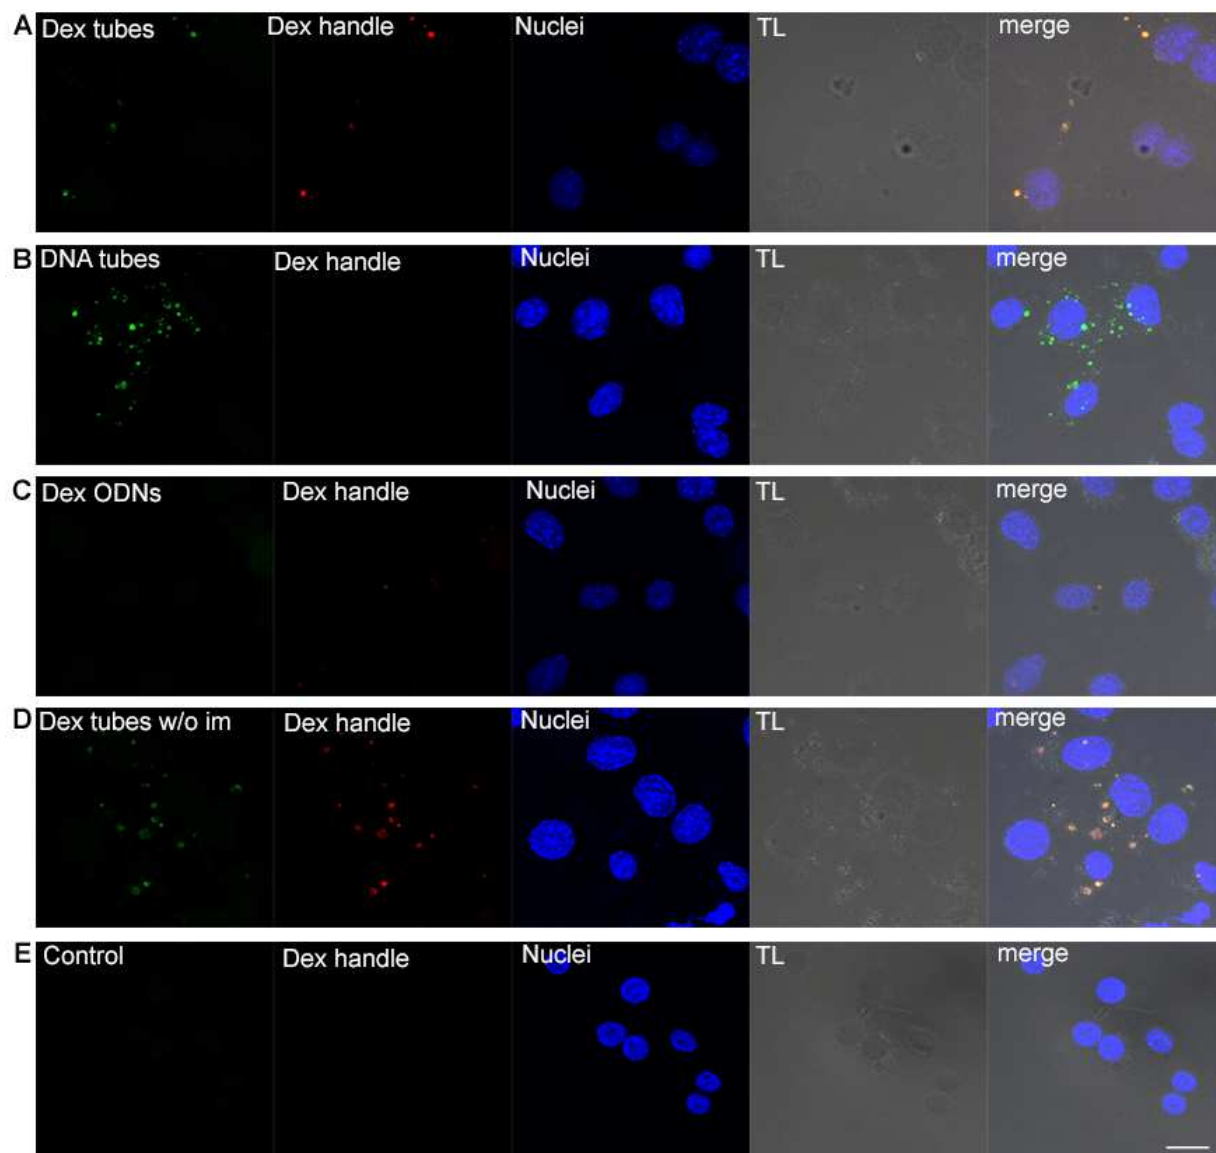 A Dex tubes Dex handle Nuclei TL merge
B DNA tubes Dex handle Nuclei TL merge
C Dex ODNs Dex handle Nuclei TL merge
D Dex tubes w/o im Dex handle Nuclei TL merge
E Control Dex handle Nuclei TL merge